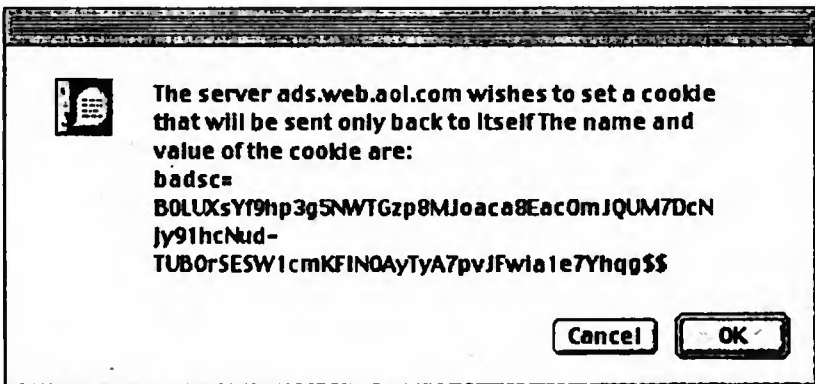 The server ads.web.aol.com wishes to set a cookie
that will be sent only back to itself The name and
value of the cookie are:
badsc=
B0LUXsYf9hp3g5NWTGzp8MJoaca8Eac0mJQUM7DcN
jy91hcNud-
TUB0rSESW1cmKFIN0AyTyA7pvJFwia1e7Yhqg$$
Cancel
OK